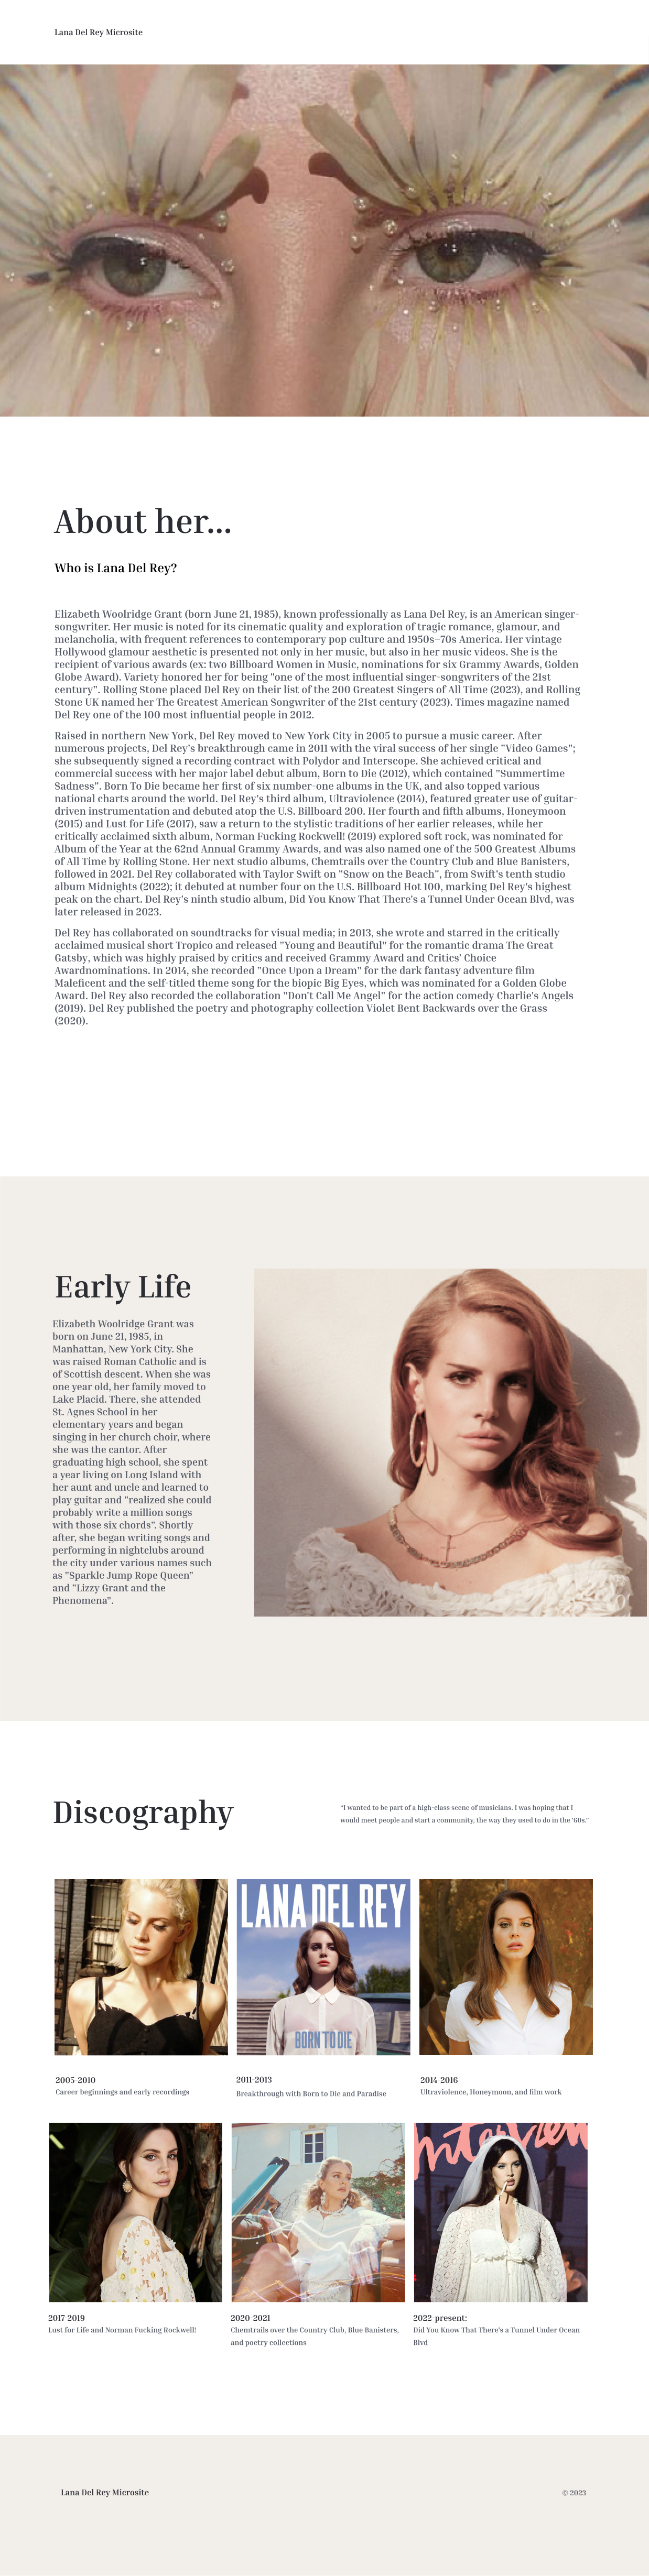 Lana Del Rey Microsite
About her...
Who is Lana Del Rey?
Elizabeth Woolridge Grant (born June 21, 1985), known professionally as Lana Del Rey, is an American singer-
songwriter. Her music is noted for its cinematic quality and exploration of tragic romance, glamour, and
melancholia, with frequent references to contemporary pop culture and 1950s–70s America. Her vintage
Hollywood glamour aesthetic is presented not only in her music, but also in her music videos. She is the
recipient of various awards (ex: two Billboard Women in Music, nominations for six Grammy Awards, Golden
Globe Award). Variety honored her for being "one of the most influential singer-songwriters of the 21st
century". Rolling Stone placed Del Rey on their list of the 200 Greatest Singers of All Time (2023), and Rolling
Stone UK named her The Greatest American Songwriter of the 21st century (2023). Times magazine named
Del Rey one of the 100 most influential people in 2012.
Raised in northern New York, Del Rey moved to New York City in 2005 to pursue a music career. After
numerous projects, Del Rey's breakthrough came in 2011 with the viral success of her single "Video Games";
she subsequently signed a recording contract with Polydor and Interscope. She achieved critical and
commercial success with her major label debut album, Born to Die (2012), which contained "Summertime
Sadness". Born To Die became her first of six number-one albums in the UK, and also topped various
national charts around the world. Del Rey's third album, Ultraviolence (2014), featured greater use of guitar-
driven instrumentation and debuted atop the U.S. Billboard 200. Her fourth and fifth albums, Honeymoon
(2015) and Lust for Life (2017), saw a return to the stylistic traditions of her earlier releases, while her
critically acclaimed sixth album, Norman Fucking Rockwell! (2019) explored soft rock, was nominated for
Album of the Year at the 62nd Annual Grammy Awards, and was also named one of the 500 Greatest Albums
of All Time by Rolling Stone. Her next studio albums, Chemtrails over the Country Club and Blue Banisters,
followed in 2021. Del Rey collaborated with Taylor Swift on "Snow on the Beach", from Swift's tenth studio
album Midnights (2022); it debuted at number four on the U.S. Billboard Hot 100, marking Del Rey's highest
peak on the chart. Del Rey's ninth studio album, Did You Know That There's a Tunnel Under Ocean Blvd, was
later released in 2023.
Del Rey has collaborated on soundtracks for visual media; in 2013, she wrote and starred in the critically
acclaimed musical short Tropico and released "Young and Beautiful" for the romantic drama The Great
Gatsby, which was highly praised by critics and received Grammy Award and Critics' Choice
Awardnominations. In 2014, she recorded "Once Upon a Dream" for the dark fantasy adventure film
Maleficent and the self-titled theme song for the biopic Big Eyes, which was nominated for a Golden Globe
Award. Del Rey also recorded the collaboration "Don't Call Me Angel" for the action comedy Charlie's Angels
(2019). Del Rey published the poetry and photography collection Violet Bent Backwards over the Grass
(2020).
Early Life
Elizabeth Woolridge Grant was
born on June 21, 1985, in
Manhattan, New York City. She
was raised Roman Catholic and is
of Scottish descent. When she was
one year old, her family moved to
Lake Placid. There, she attended
St. Agnes School in her
elementary years and began
singing in her church choir, where
she was the cantor. After
graduating high school, she spent
a year living on Long Island with
her aunt and uncle and learned to
play guitar and "realized she could
probably write a million songs
with those six chords". Shortly
after, she began writing songs and
performing in nightclubs around
the city under various names such
as "Sparkle Jump Rope Queen"
and "Lizzy Grant and the
Phenomena".
Discography
"I wanted to be part of a high-class scene of musicians. I was hoping that I
would meet people and start a community, the way they used to do in the '60s."
LANA DEL REY
BORN TO DIE
2005-2010
Career beginnings and early recordings
2011-2013
Breakthrough with Born to Die and Paradise
2014-2016
Ultraviolence, Honeymoon, and film work
Interview
2017-2019
Lust for Life and Norman Fucking Rockwell!
2020-2021
Chemtrails over the Country Club, Blue Banisters,
and poetry collections
2022-present:
Did You Know That There's a Tunnel Under Ocean
Blvd
Lana Del Rey Microsite
© 2023